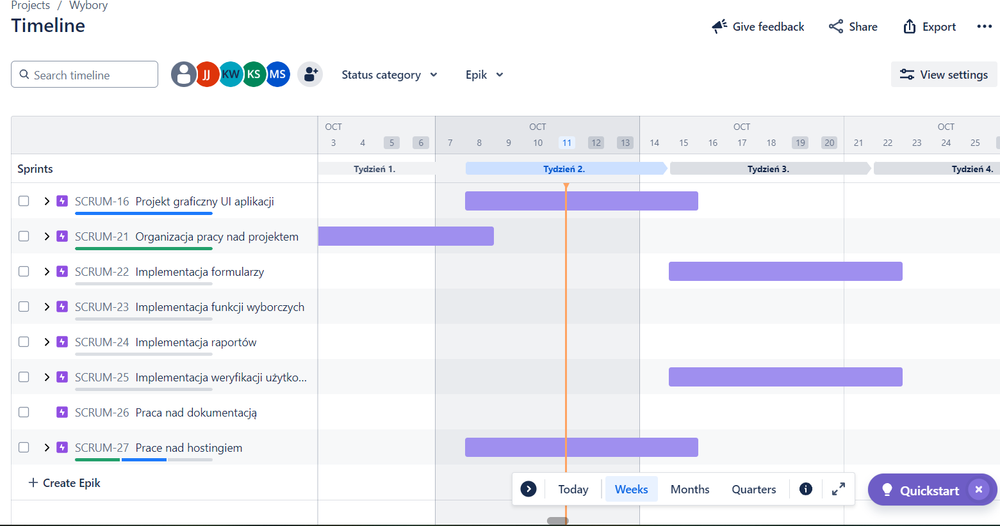 Projects / Wybory
Timeline
Give feedback
Share
Export
Search timeline
JJ KW KS MS
Status category
Epik
View settings
OCT OCT OCT OCT
3 4 5 6 7 8 9 10 11 12 13 14 15 16 17 18 19 20 21 22 23 24 25
Sprints
Tydzień 1. Tydzień 2. Tydzień 3. Tydzień 4.
SCRUM-16 Projekt graficzny UI aplikacji
SCRUM-21 Organizacja pracy nad projektem
SCRUM-22 Implementacja formularzy
SCRUM-23 Implementacja funkcji wyborczych
SCRUM-24 Implementacja raportów
SCRUM-25 Implementacja weryfikacji użytko...
SCRUM-26 Praca nad dokumentacją
SCRUM-27 Prace nad hostingiem
+ Create Epik
Today Weeks Months Quarters
Quickstart